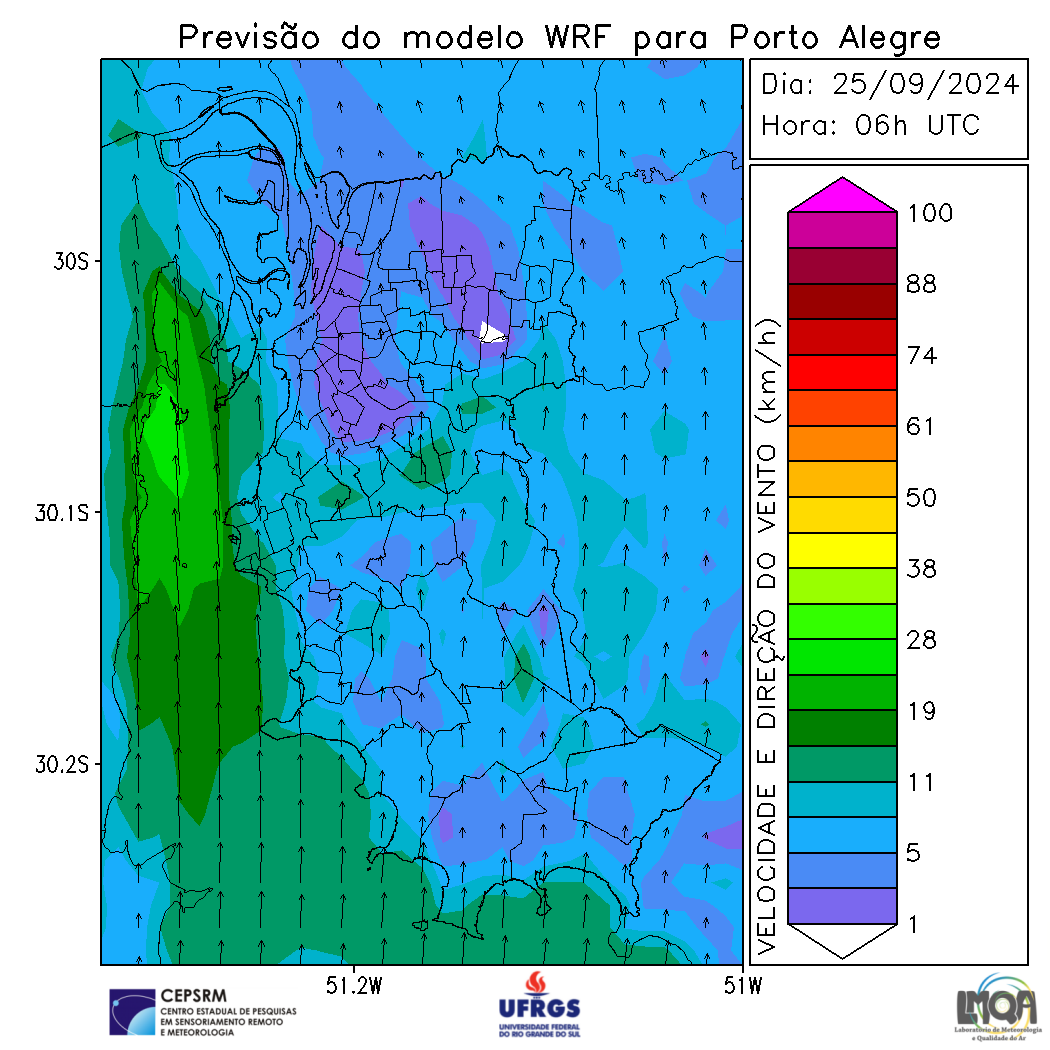 Previsão do modelo WRF para Porto Alegre
Dia: 25/09/2024
Hora: 06h UTC
30S
30.1S
30.2S
51.2W
51W
VELOCIDADE E DIREÇÃO DO VENTO (km/h)
100
88
74
61
50
38
28
19
11
5
1
CEPSRM
CENTRO ESTADUAL DE PESQUISAS
EM SENSORIAMENTO REMOTO
E METEOROLOGIA
UFRGS
UNIVERSIDADE FEDERAL
DO RIO GRANDE DO SUL
LMQA
Laboratório de Meteorologia
e Qualidade do Ar